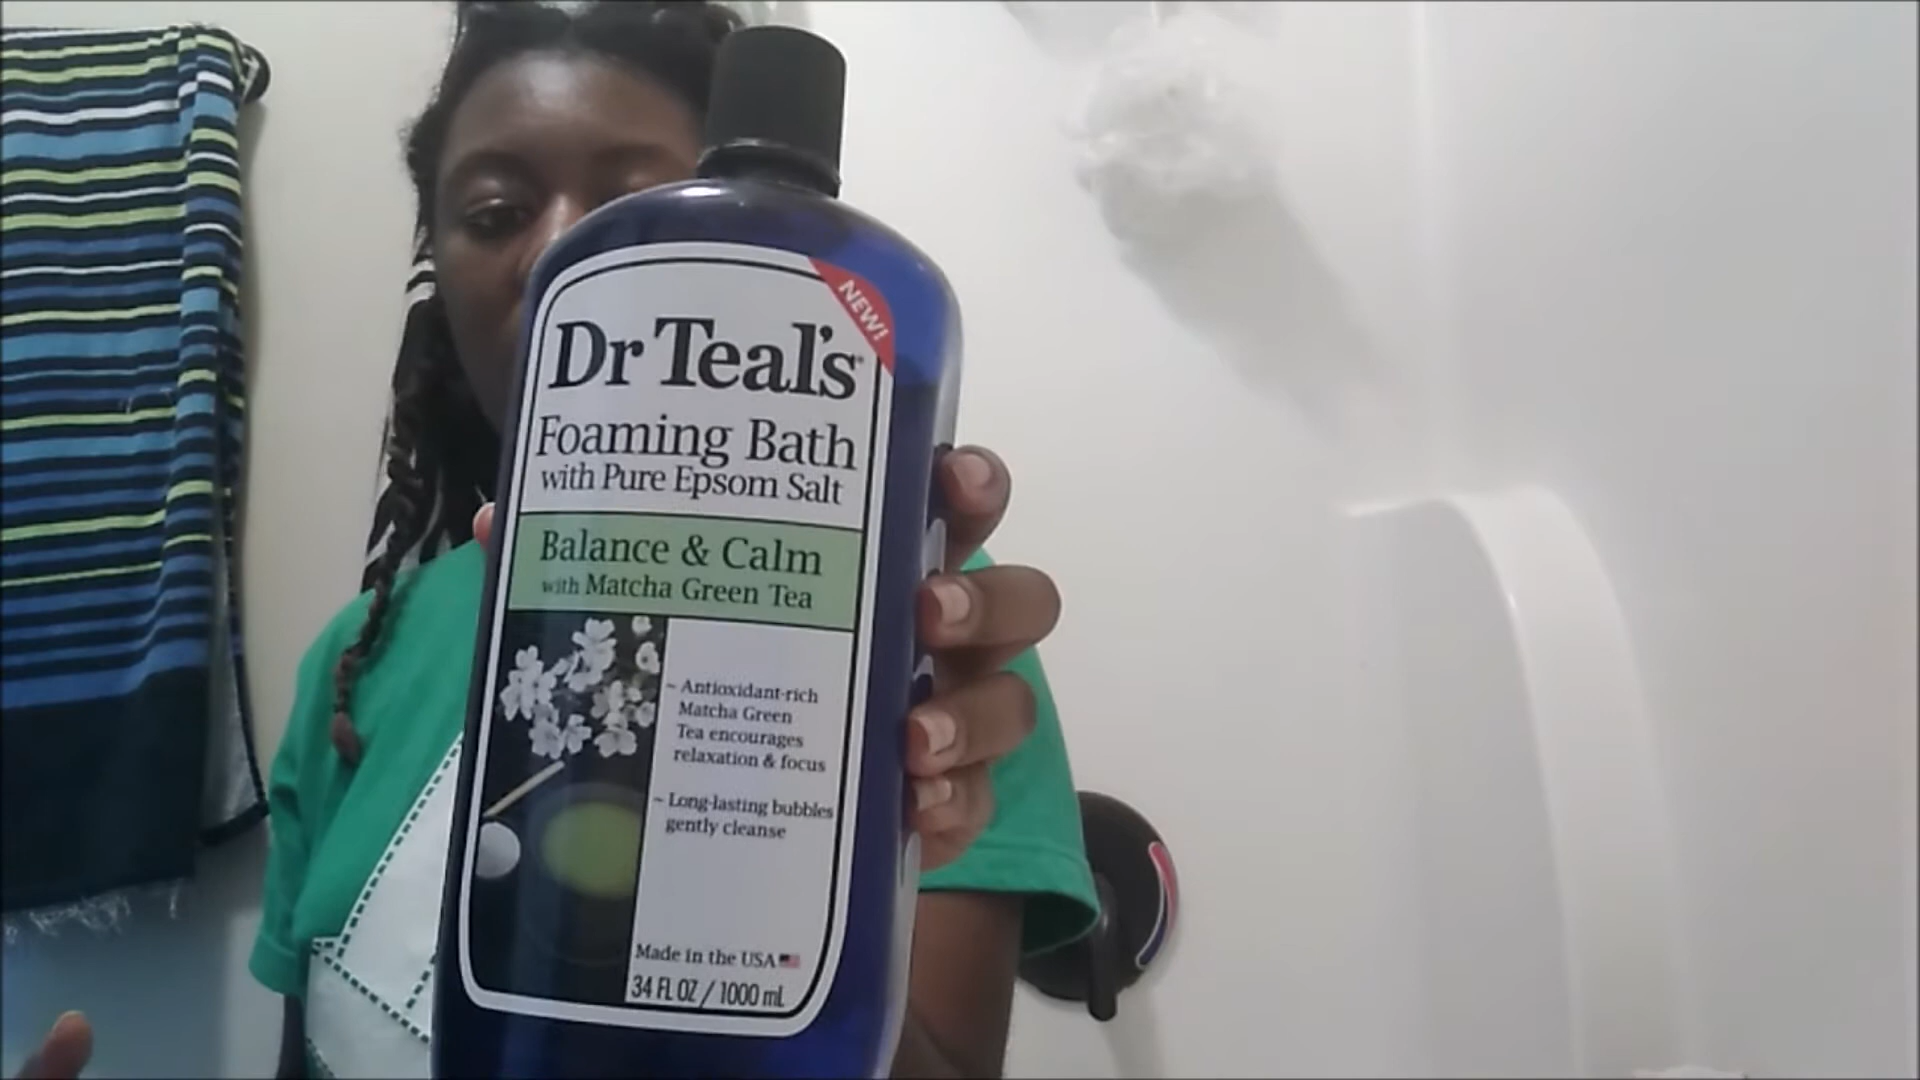 NEW!
Dr Teal's®
Foaming Bath
with Pure Epsom Salt
Balance & Calm
with Matcha Green Tea
~ Antioxidant-rich
Matcha Green
Tea encourages
relaxation & focus
~ Long-lasting bubbles
gently cleanse
Made in the USA
34 FL OZ / 1000 mL